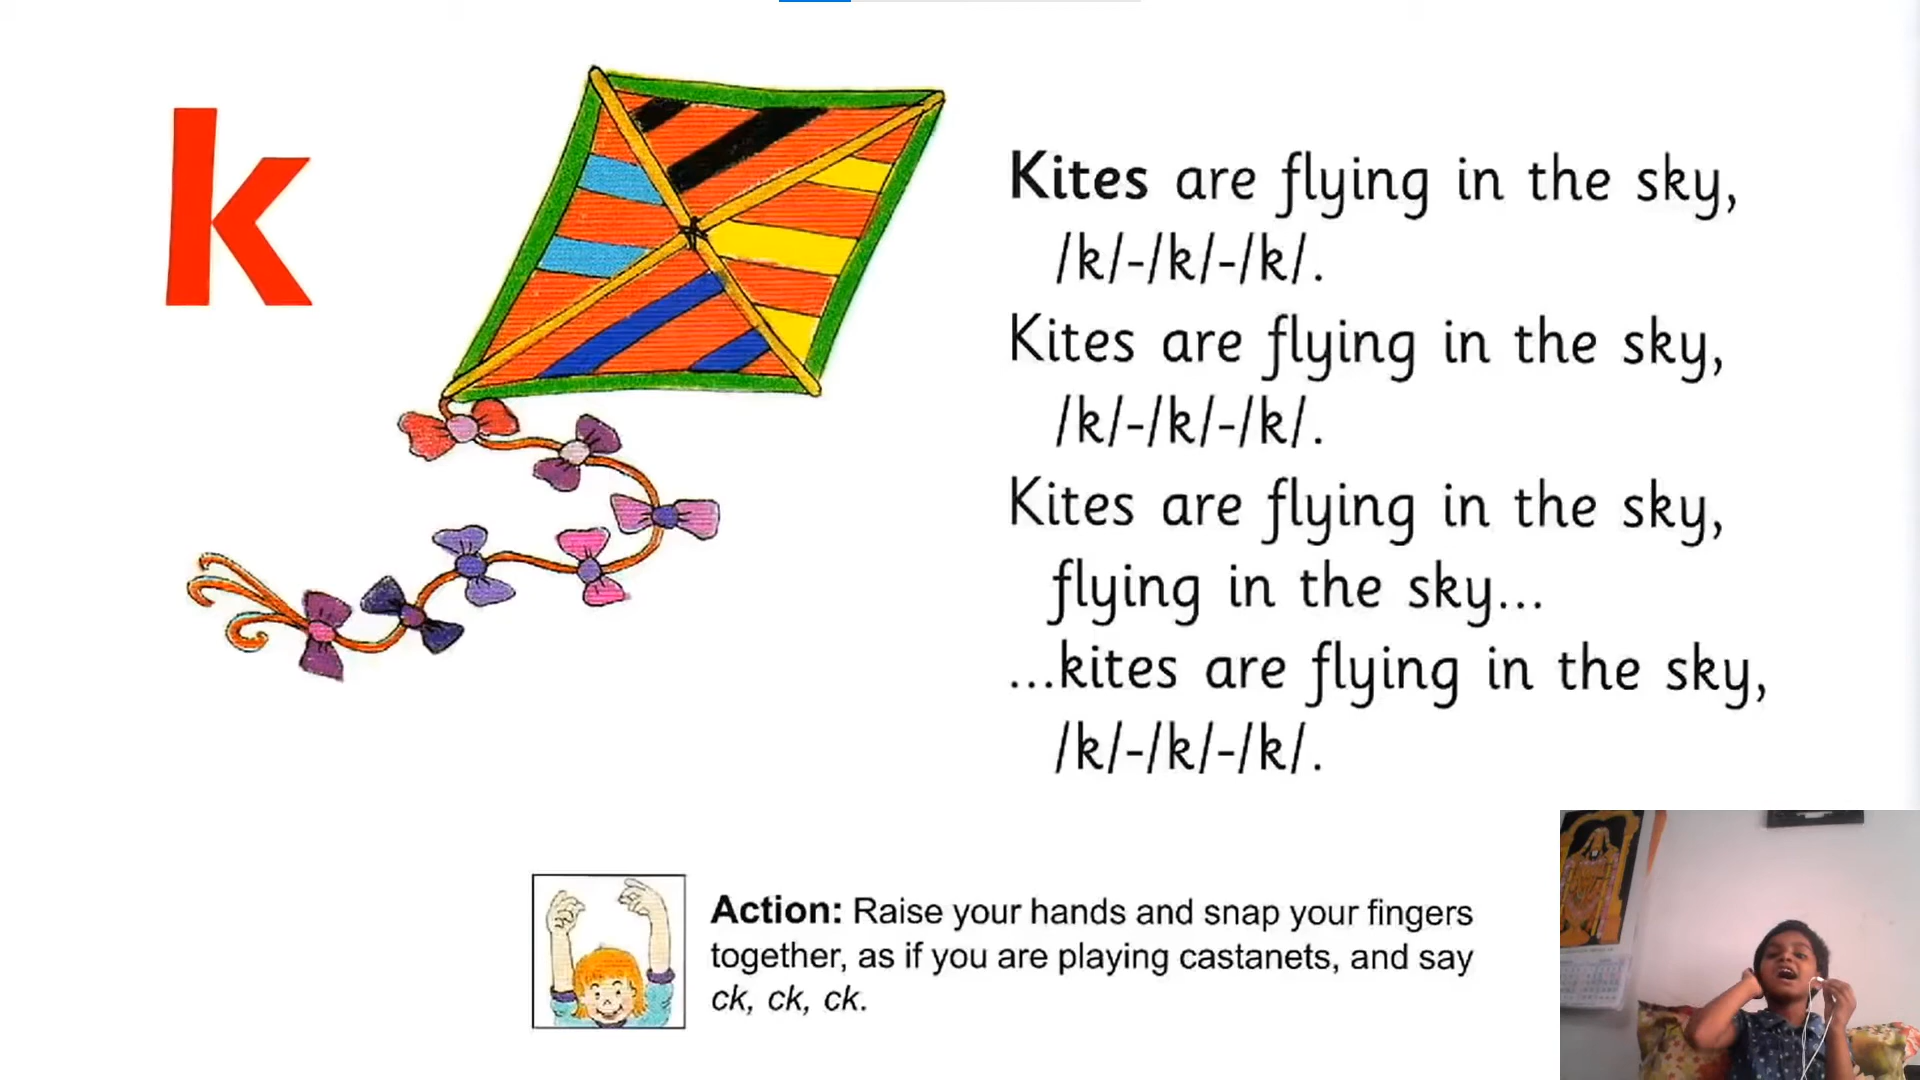 k
Kites are flying in the sky,
/k/-/k/-/k/.
Kites are flying in the sky,
/k/-/k/-/k/.
Kites are flying in the sky,
flying in the sky...
...kites are flying in the sky,
/k/-/k/-/k/.
Action: Raise your hands and snap your fingers
together, as if you are playing castanets, and say
ck, ck, ck.